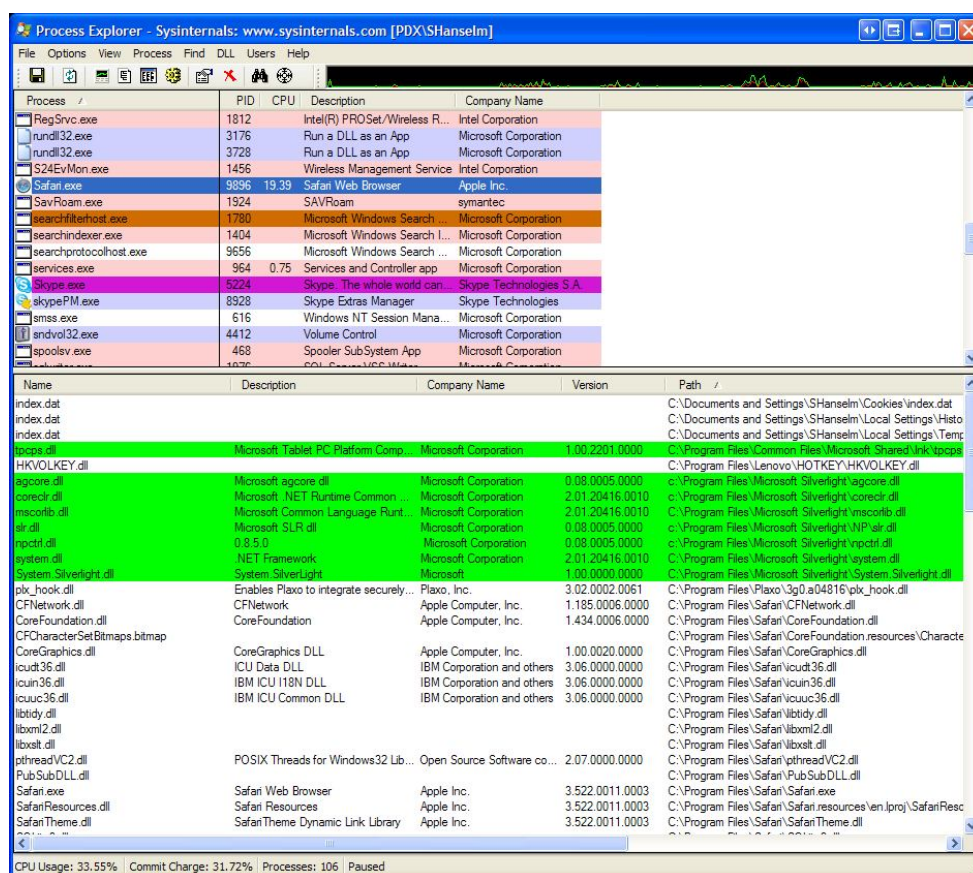 Process Explorer - Sysinternals: www.sysinternals.com [PDX\SHanselm]
File Options View Process Find DLL Users Help
Process PID CPU Description Company Name
RegSrvc.exe 1812 Intel(R) PROSet/Wireless R... Intel Corporation
rundll32.exe 3176 Run a DLL as an App Microsoft Corporation
rundll32.exe 3728 Run a DLL as an App Microsoft Corporation
S24EvMon.exe 1456 Wireless Management Service Intel Corporation
Safari.exe 9896 19.39 Safari Web Browser Apple Inc.
SavRoam.exe 1924 SAVRoam symantec
searchfilterhost.exe 1780 Microsoft Windows Search ... Microsoft Corporation
searchindexer.exe 1404 Microsoft Windows Search I... Microsoft Corporation
searchprotocolhost.exe 9656 Microsoft Windows Search ... Microsoft Corporation
services.exe 964 0.75 Services and Controller app Microsoft Corporation
Skype.exe 5224 Skype. The whole world can... Skype Technologies S.A.
skypePM.exe 8928 Skype Extras Manager Skype Technologies
smss.exe 616 Windows NT Session Mana... Microsoft Corporation
sndvol32.exe 4412 Volume Control Microsoft Corporation
spoolsv.exe 468 Spooler SubSystem App Microsoft Corporation
Name Description Company Name Version Path
index.dat C:\Documents and Settings\SHanselm\Cookies\index.dat
index.dat C:\Documents and Settings\SHanselm\Local Settings\Histo
index.dat C:\Documents and Settings\SHanselm\Local Settings\Temp
tpcps.dll Microsoft Tablet PC Platform Comp... Microsoft Corporation 1.00.2201.0000 C:\Program Files\Common Files\Microsoft Shared\Ink\tpcps
HKVOLKEY.dll C:\Program Files\Lenovo\HOTKEY\HKVOLKEY.dll
agcore.dll Microsoft agcore dll Microsoft Corporation 0.08.0005.0000 c:\Program Files\Microsoft Silverlight\agcore.dll
coreclr.dll Microsoft .NET Runtime Common ... Microsoft Corporation 2.01.20416.0010 c:\Program Files\Microsoft Silverlight\coreclr.dll
mscorlib.dll Microsoft Common Language Runt... Microsoft Corporation 2.01.20416.0010 C:\Program Files\Microsoft Silverlight\mscorlib.dll
slr.dll Microsoft SLR dll Microsoft Corporation 0.08.0005.0000 c:\Program Files\Microsoft Silverlight\NP\slr.dll
npctrl.dll 0.8.5.0 Microsoft Corporation 0.08.0005.0000 c:\Program Files\Microsoft Silverlight\npctrl.dll
system.dll .NET Framework Microsoft Corporation 2.01.20416.0010 C:\Program Files\Microsoft Silverlight\system.dll
System.Silverlight.dll System.SilverLight Microsoft 1.00.0000.0000 C:\Program Files\Microsoft Silverlight\System.Silverlight.dll
plx_hook.dll Enables Plaxo to integrate securely... Plaxo, Inc. 3.02.0002.0061 C:\Program Files\Plaxo\3g0.a04816\plx_hook.dll
CFNetwork.dll CFNetwork Apple Computer, Inc. 1.185.0006.0000 C:\Program Files\Safari\CFNetwork.dll
CoreFoundation.dll CoreFoundation Apple Computer, Inc. 1.434.0006.0000 C:\Program Files\Safari\CoreFoundation.dll
CFCharacterSetBitmaps.bitmap C:\Program Files\Safari\CoreFoundation.resources\Characte
CoreGraphics.dll CoreGraphics DLL Apple Computer, Inc. 1.00.0020.0000 C:\Program Files\Safari\CoreGraphics.dll
icudt36.dll ICU Data DLL IBM Corporation and others 3.06.0000.0000 C:\Program Files\Safari\icudt36.dll
icuin36.dll IBM ICU I18N DLL IBM Corporation and others 3.06.0000.0000 C:\Program Files\Safari\icuin36.dll
icuuc36.dll IBM ICU Common DLL IBM Corporation and others 3.06.0000.0000 C:\Program Files\Safari\icuuc36.dll
libtidy.dll C:\Program Files\Safari\libtidy.dll
libxml2.dll C:\Program Files\Safari\libxml2.dll
libxslt.dll C:\Program Files\Safari\libxslt.dll
pthreadVC2.dll POSIX Threads for Windows32 Lib... Open Source Software co... 2.07.0000.0000 C:\Program Files\Safari\pthreadVC2.dll
PubSubDLL.dll C:\Program Files\Safari\PubSubDLL.dll
Safari.exe Safari Web Browser Apple Inc. 3.522.0011.0003 C:\Program Files\Safari\Safari.exe
SafariResources.dll Safari Resources Apple Inc. 3.522.0011.0003 C:\Program Files\Safari\Safari.resources\en.lproj\SafariReso
SafariTheme.dll SafariTheme Dynamic Link Library Apple Inc. 3.522.0011.0003 C:\Program Files\Safari\SafariTheme.dll
CPU Usage: 33.55% Commit Charge: 31.72% Processes: 106 Paused